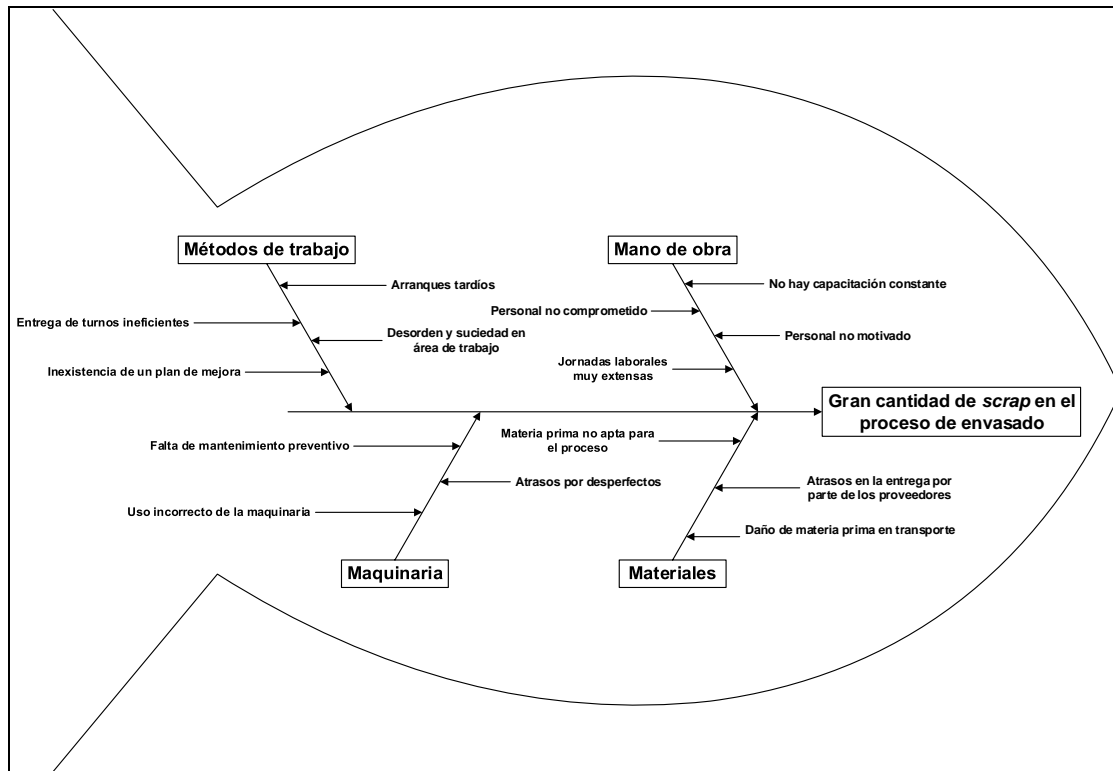 Métodos de trabajo
Arranques tardíos
Entrega de turnos ineficientes
Desorden y suciedad en
área de trabajo
Inexistencia de un plan de mejora
Mano de obra
No hay capacitación constante
Personal no comprometido
Personal no motivado
Jornadas laborales
muy extensas
Gran cantidad de scrap en el
proceso de envasado
Falta de mantenimiento preventivo
Atrasos por desperfectos
Uso incorrecto de la maquinaria
Maquinaria
Materia prima no apta para
el proceso
Atrasos en la entrega por
parte de los proveedores
Daño de materia prima en transporte
Materiales